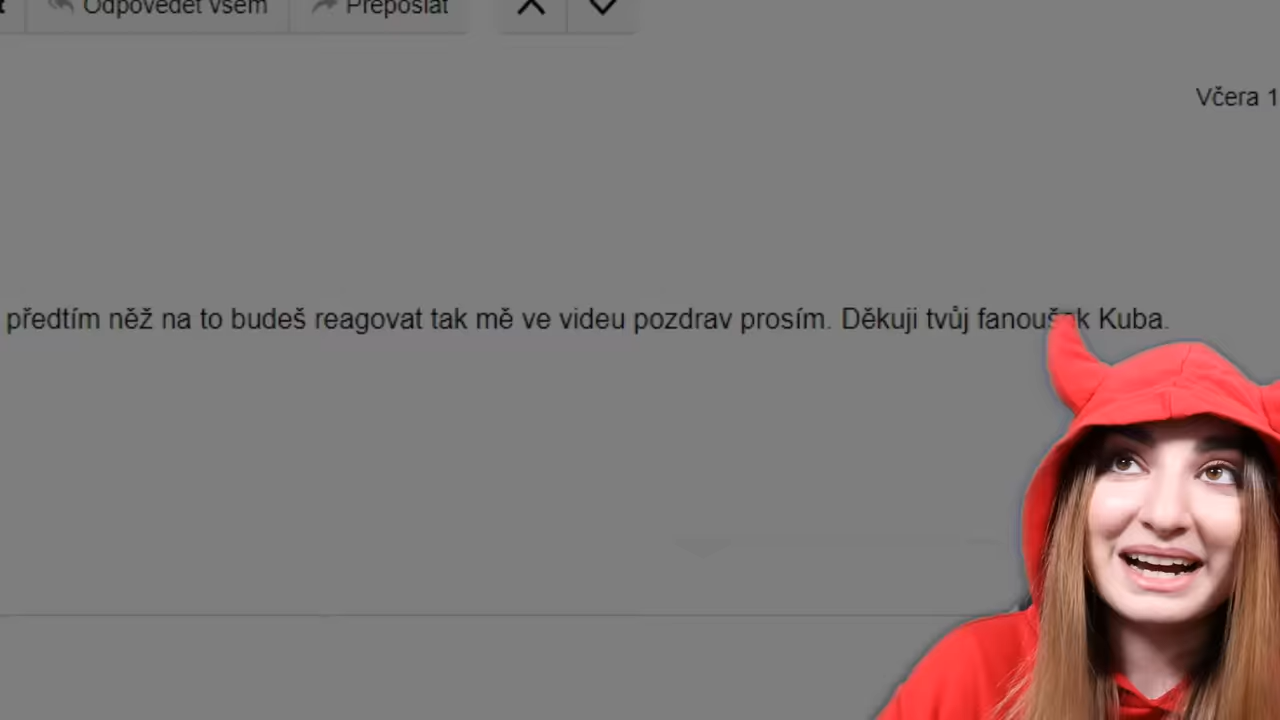 Odpovědět všem Přeposlat
Včera 1
předtím něž na to budeš reagovat tak mě ve videu pozdrav prosím. Děkuji tvůj fanoušek Kuba.